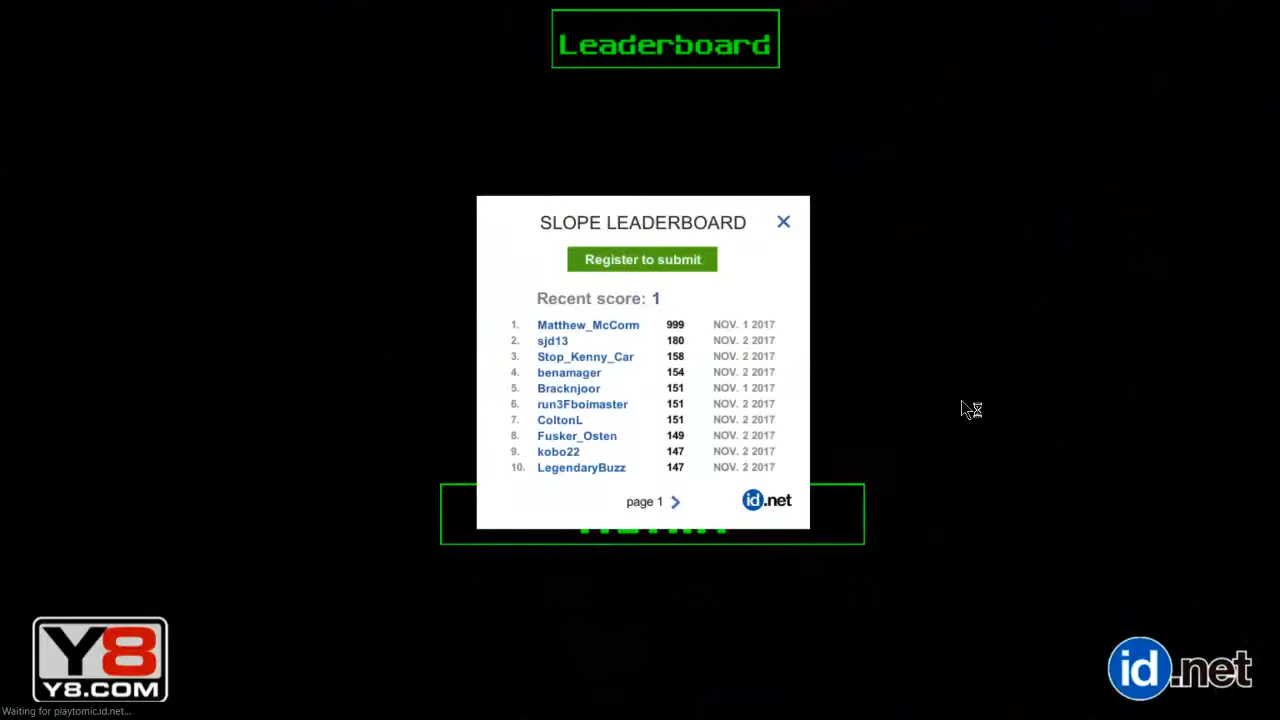 Leaderboard
SLOPE LEADERBOARD
Register to submit
Recent score: 1
1. Matthew_McCorm 999 NOV. 1 2017
2. sjd13 180 NOV. 2 2017
3. Stop_Kenny_Car 158 NOV. 2 2017
4. benamager 154 NOV. 2 2017
5. Bracknjoor 151 NOV. 1 2017
6. run3Fboimaster 151 NOV. 2 2017
7. ColtonL 151 NOV. 2 2017
8. Fusker_Osten 149 NOV. 2 2017
9. kobo22 147 NOV. 2 2017
10. LegendaryBuzz 147 NOV. 2 2017
page 1
id.net
Y8
Y8.COM
id.net
Waiting for playtomic.id.net...